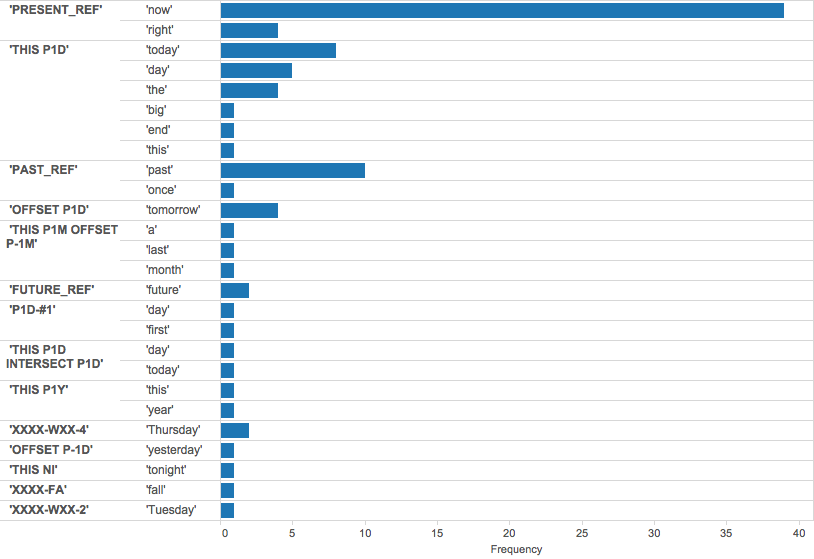 'PRESENT_REF' 'now'
'right'
'THIS P1D' 'today'
'day'
'the'
'big'
'end'
'this'
'PAST_REF' 'past'
'once'
'OFFSET P1D' 'tomorrow'
'THIS P1M OFFSET 'a'
P-1M' 'last'
'month'
'FUTURE_REF' 'future'
'P1D-#1' 'day'
'first'
'THIS P1D 'day'
INTERSECT P1D' 'today'
'THIS P1Y' 'this'
'year'
'XXXX-WXX-4' 'Thursday'
'OFFSET P-1D' 'yesterday'
'THIS NI' 'tonight'
'XXXX-FA' 'fall'
'XXXX-WXX-2' 'Tuesday'
0 5 10 15 20 25 30 35 40
Frequency